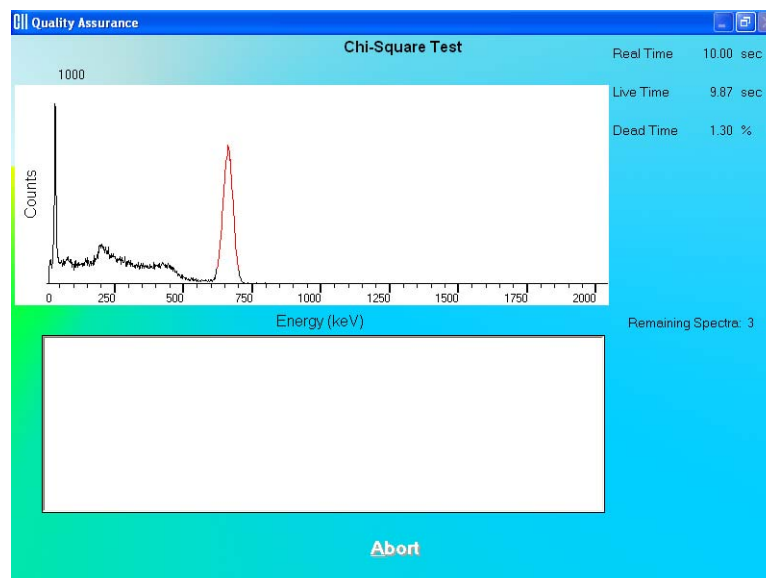 CII Quality Assurance
Chi-Square Test
Real Time 10.00 sec
1000
Live Time 9.87 sec
Dead Time 1.30 %
Counts
0 250 500 750 1000 1250 1500 1750 2000
Energy (keV)
Remaining Spectra: 3
Abort